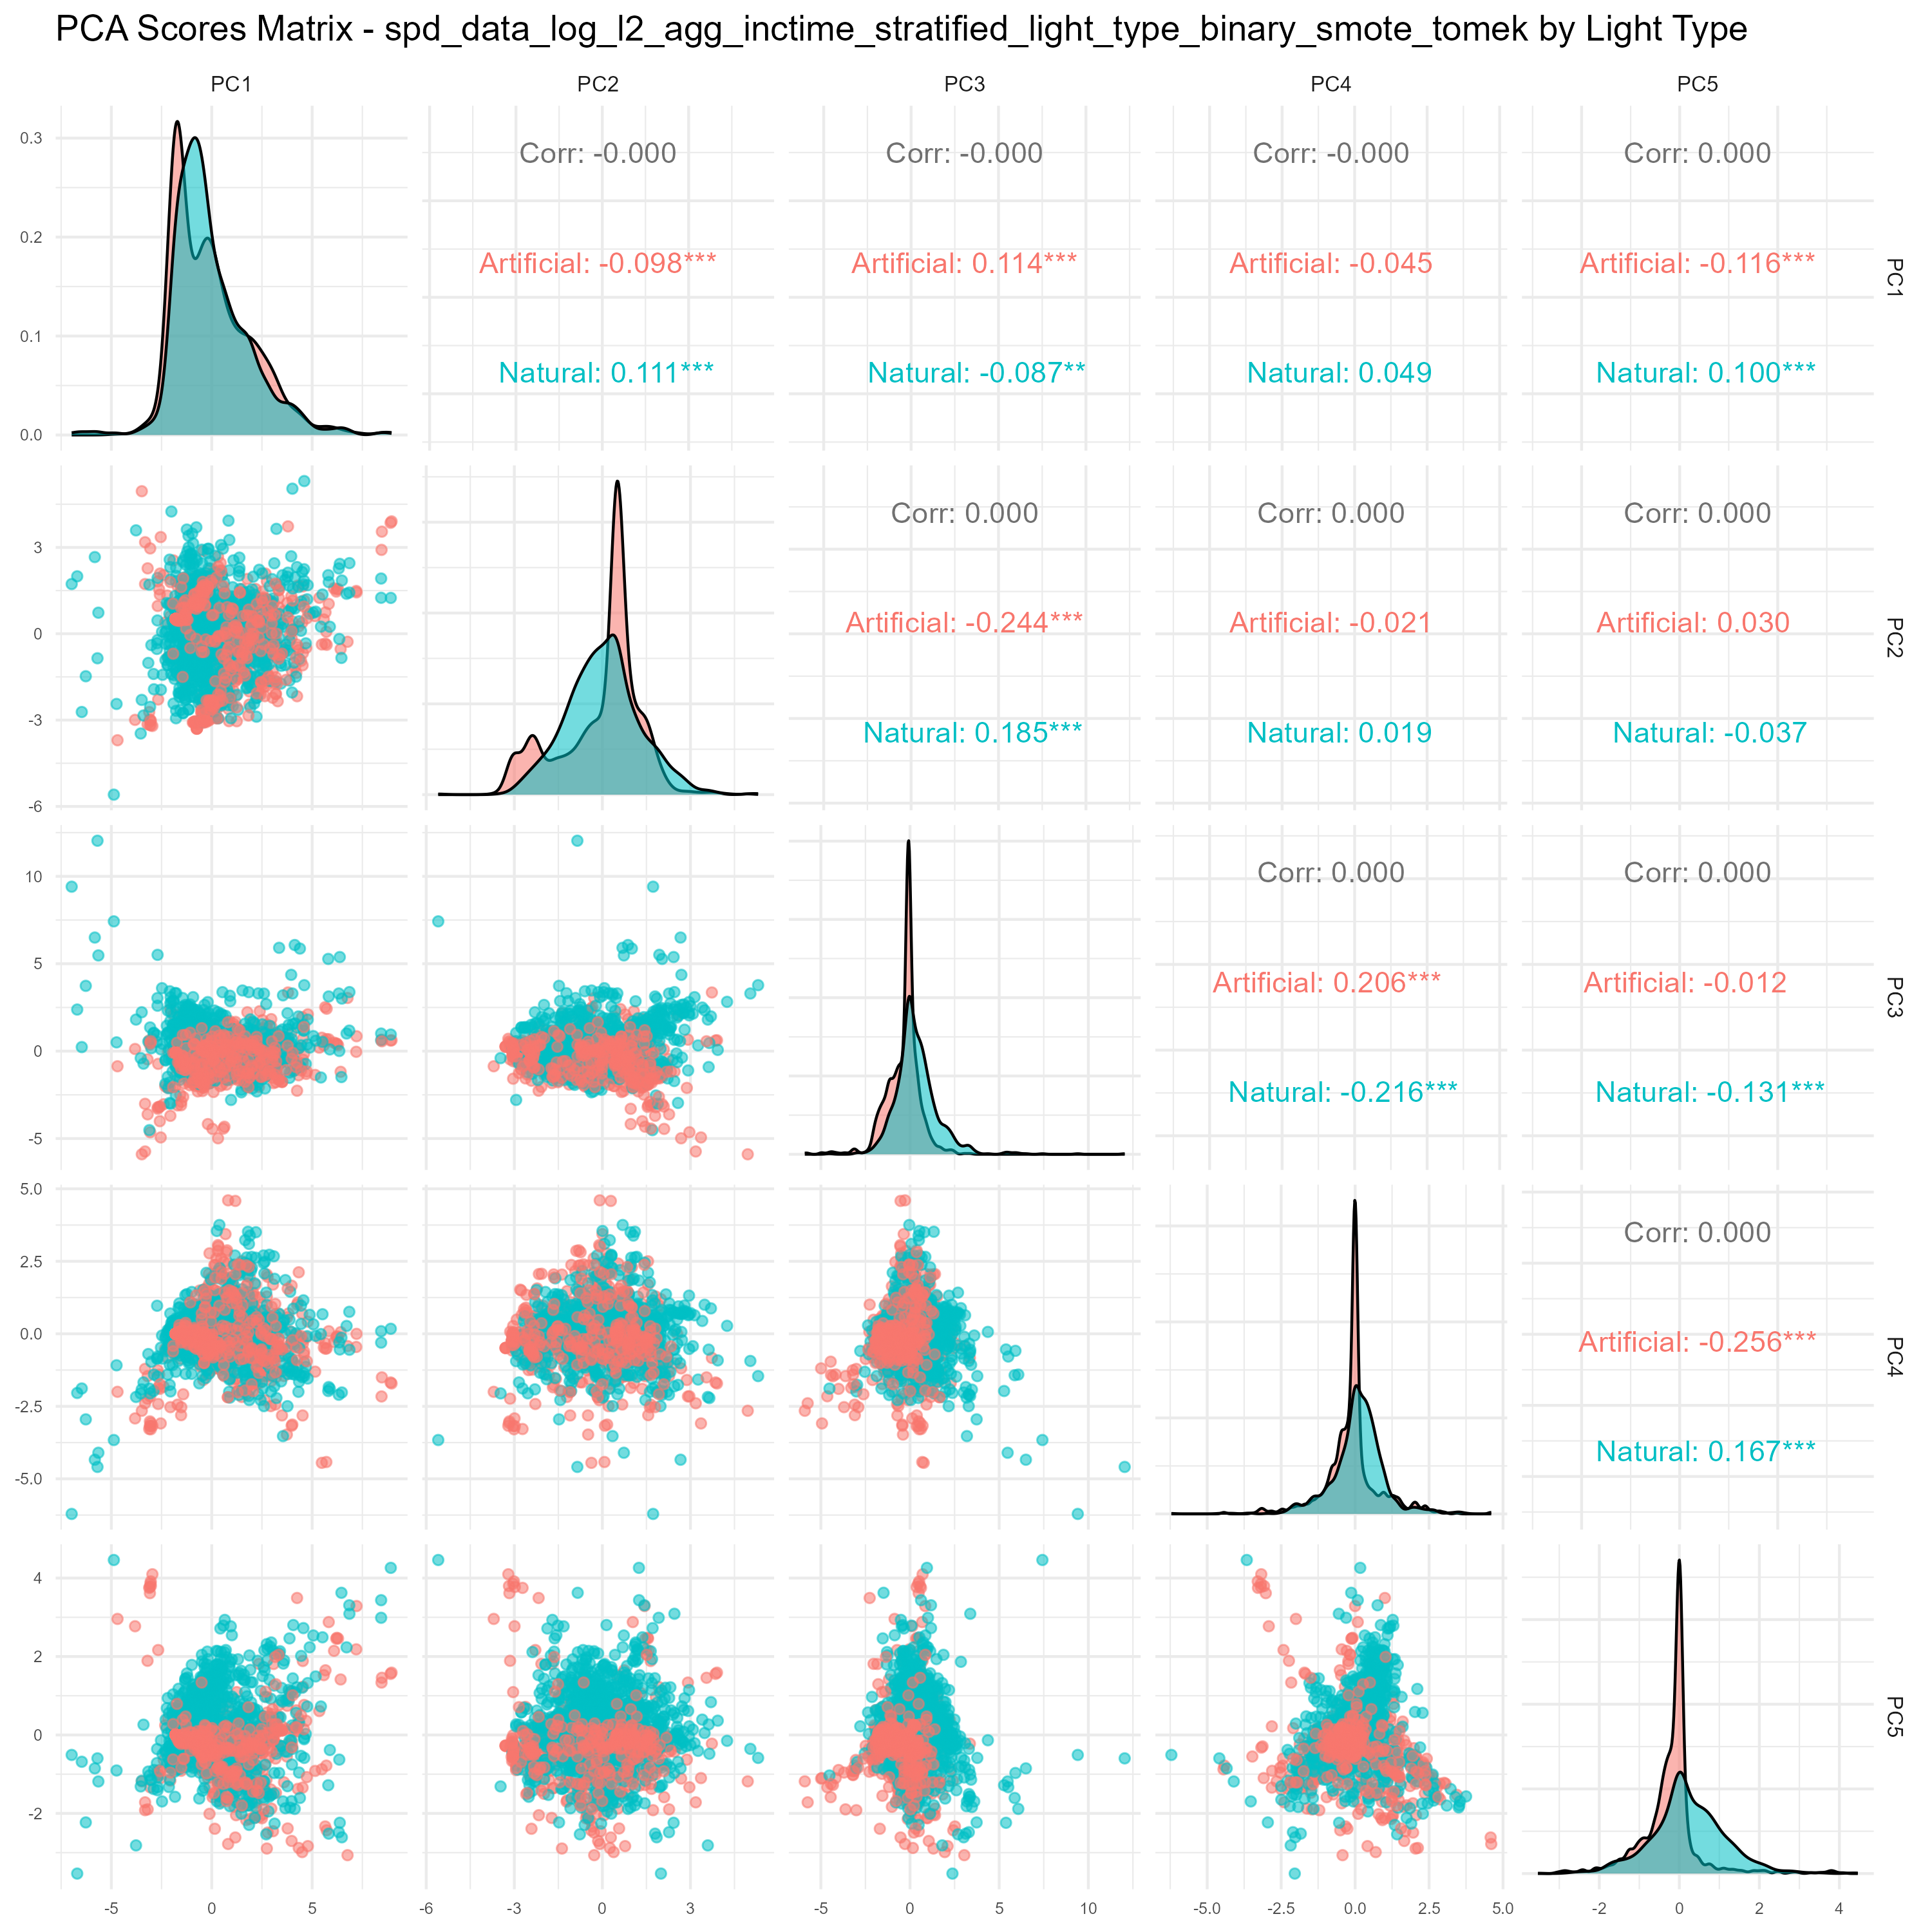 PCA Scores Matrix - spd_data_log_l2_agg_inctime_stratified_light_type_binary_smote_tomek by Light Type
PC1 PC2 PC3 PC4 PC5
0.3
0.2
0.1
0.0
Corr: -0.000
Artificial: -0.098***
Natural: 0.111***
Corr: -0.000
Artificial: 0.114***
Natural: -0.087**
Corr: -0.000
Artificial: -0.045
Natural: 0.049
Corr: 0.000
Artificial: -0.116***
Natural: 0.100***
PC1
3
0
-3
-6
Corr: 0.000
Artificial: -0.244***
Natural: 0.185***
Corr: 0.000
Artificial: -0.021
Natural: 0.019
Corr: 0.000
Artificial: 0.030
Natural: -0.037
PC2
10
5
0
-5
Corr: 0.000
Artificial: 0.206***
Natural: -0.216***
Corr: 0.000
Artificial: -0.012
Natural: -0.131***
PC3
5.0
2.5
0.0
-2.5
-5.0
Corr: 0.000
Artificial: -0.256***
Natural: 0.167***
PC4
4
2
0
-2
PC5
-5 0 5
-6 -3 0 3
-5 0 5 10
-5.0 -2.5 0.0 2.5 5.0
-2 0 2 4